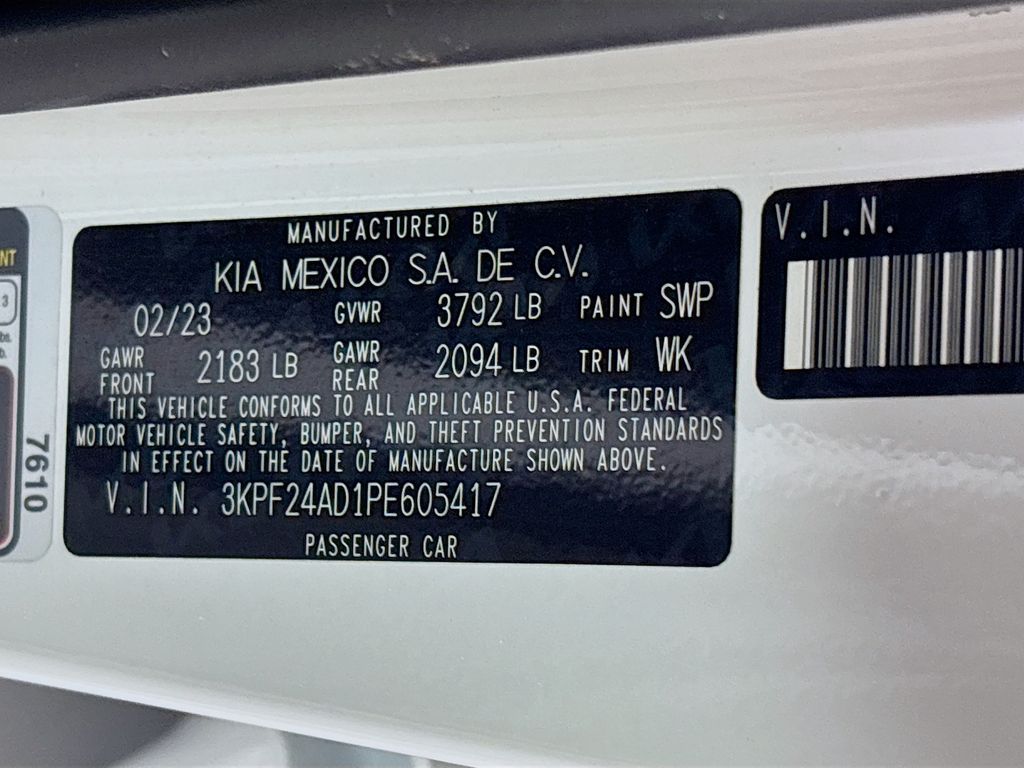 MANUFACTURED BY
KIA MEXICO S.A. DE C.V.
02/23 GVWR 3792 LB PAINT SWP
GAWR FRONT 2183 LB GAWR REAR 2094 LB TRIM WK
THIS VEHICLE CONFORMS TO ALL APPLICABLE U.S.A. FEDERAL
MOTOR VEHICLE SAFETY, BUMPER, AND THEFT PREVENTION STANDARDS
IN EFFECT ON THE DATE OF MANUFACTURE SHOWN ABOVE.
V.I.N. 3KPF24AD1PE605417
PASSENGER CAR
V.I.N.
NT
3
7610